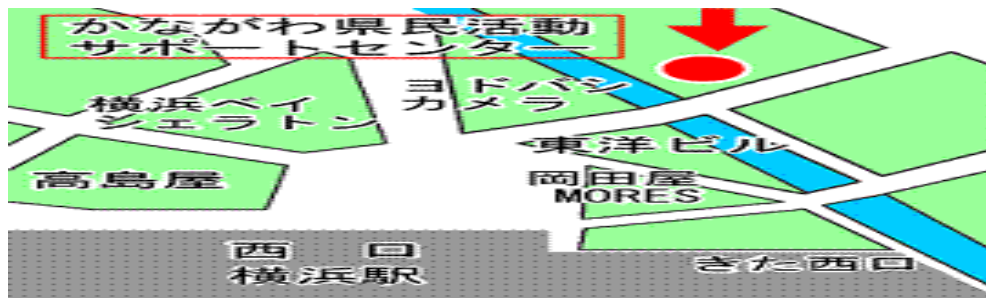 かながわ県民活動
サポートセンター
ヨドバシ
カメラ
横浜ベイ
シェラトン
東洋ビル
高島屋
岡田屋
MORES
西 口
横浜駅
きた西口